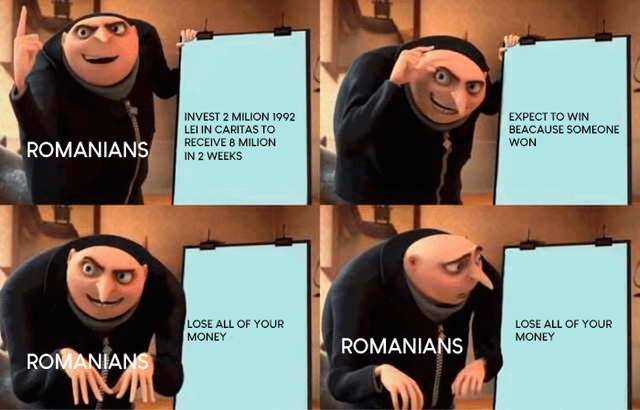 INVEST 2 MILION 1992
LEI IN CARITAS TO
RECEIVE 8 MILION
IN 2 WEEKS
ROMANIANS
EXPECT TO WIN
BEACAUSE SOMEONE
WON
LOSE ALL OF YOUR
MONEY
ROMANIANS
LOSE ALL OF YOUR
MONEY
ROMANIANS